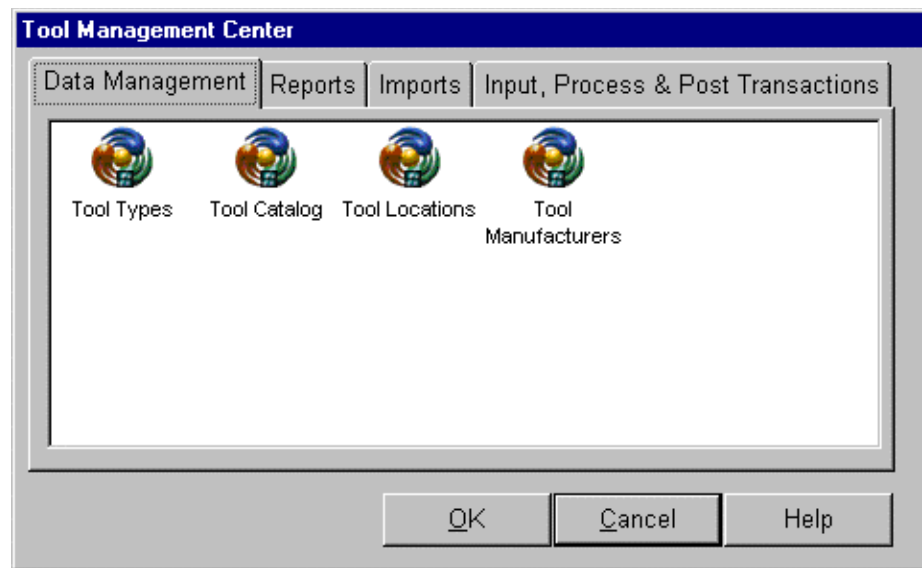 Tool Management Center
Data Management Reports Imports Input, Process & Post Transactions
Tool Types Tool Catalog Tool Locations Tool
Manufacturers
OK Cancel Help